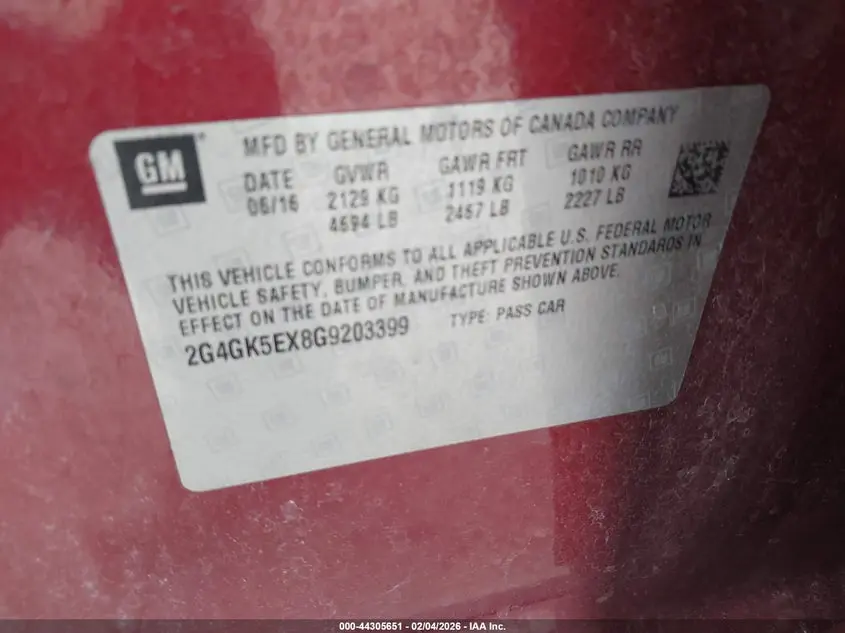 GM
MFD BY GENERAL MOTORS OF CANADA COMPANY
DATE GVWR GAWR FRT GAWR RR
06/16 2129 KG 1119 KG 1010 KG
4694 LB 2467 LB 2227 LB
THIS VEHICLE CONFORMS TO ALL APPLICABLE U.S. FEDERAL MOTOR
VEHICLE SAFETY, BUMPER, AND THEFT PREVENTION STANDARDS IN
EFFECT ON THE DATE OF MANUFACTURE SHOWN ABOVE.
2G4GK5EX8G9203399 TYPE: PASS CAR
000-44305651 - 02/04/2026 - IAA Inc.